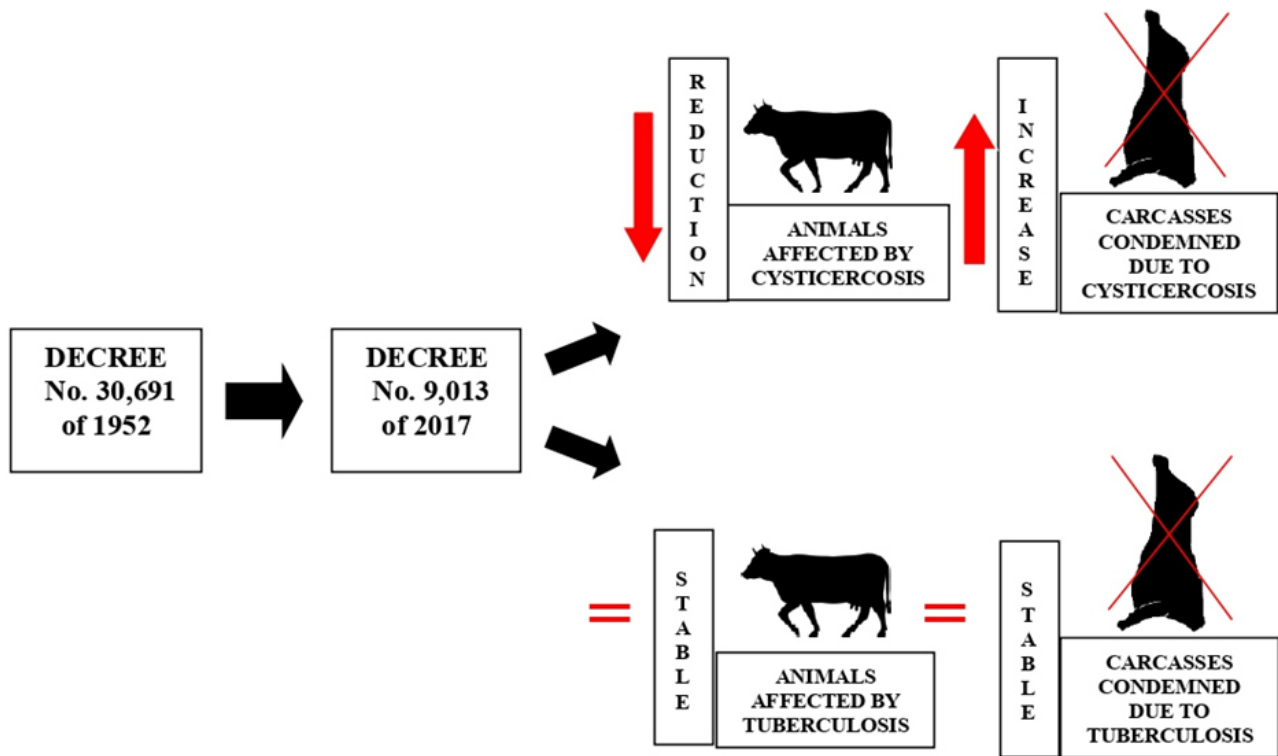 REDUCTION
ANIMALS
AFFECTED BY
CYSTICERCOSIS
INCREASE
CARCASSES
CONDEMNED
DUE TO
CYSTICERCOSIS
DECREE
No. 30,691
of 1952
DECREE
No. 9,013
of 2017
=
STABLE
ANIMALS
AFFECTED BY
TUBERCULOSIS
=
STABLE
CARCASSES
CONDEMNED
DUE TO
TUBERCULOSIS